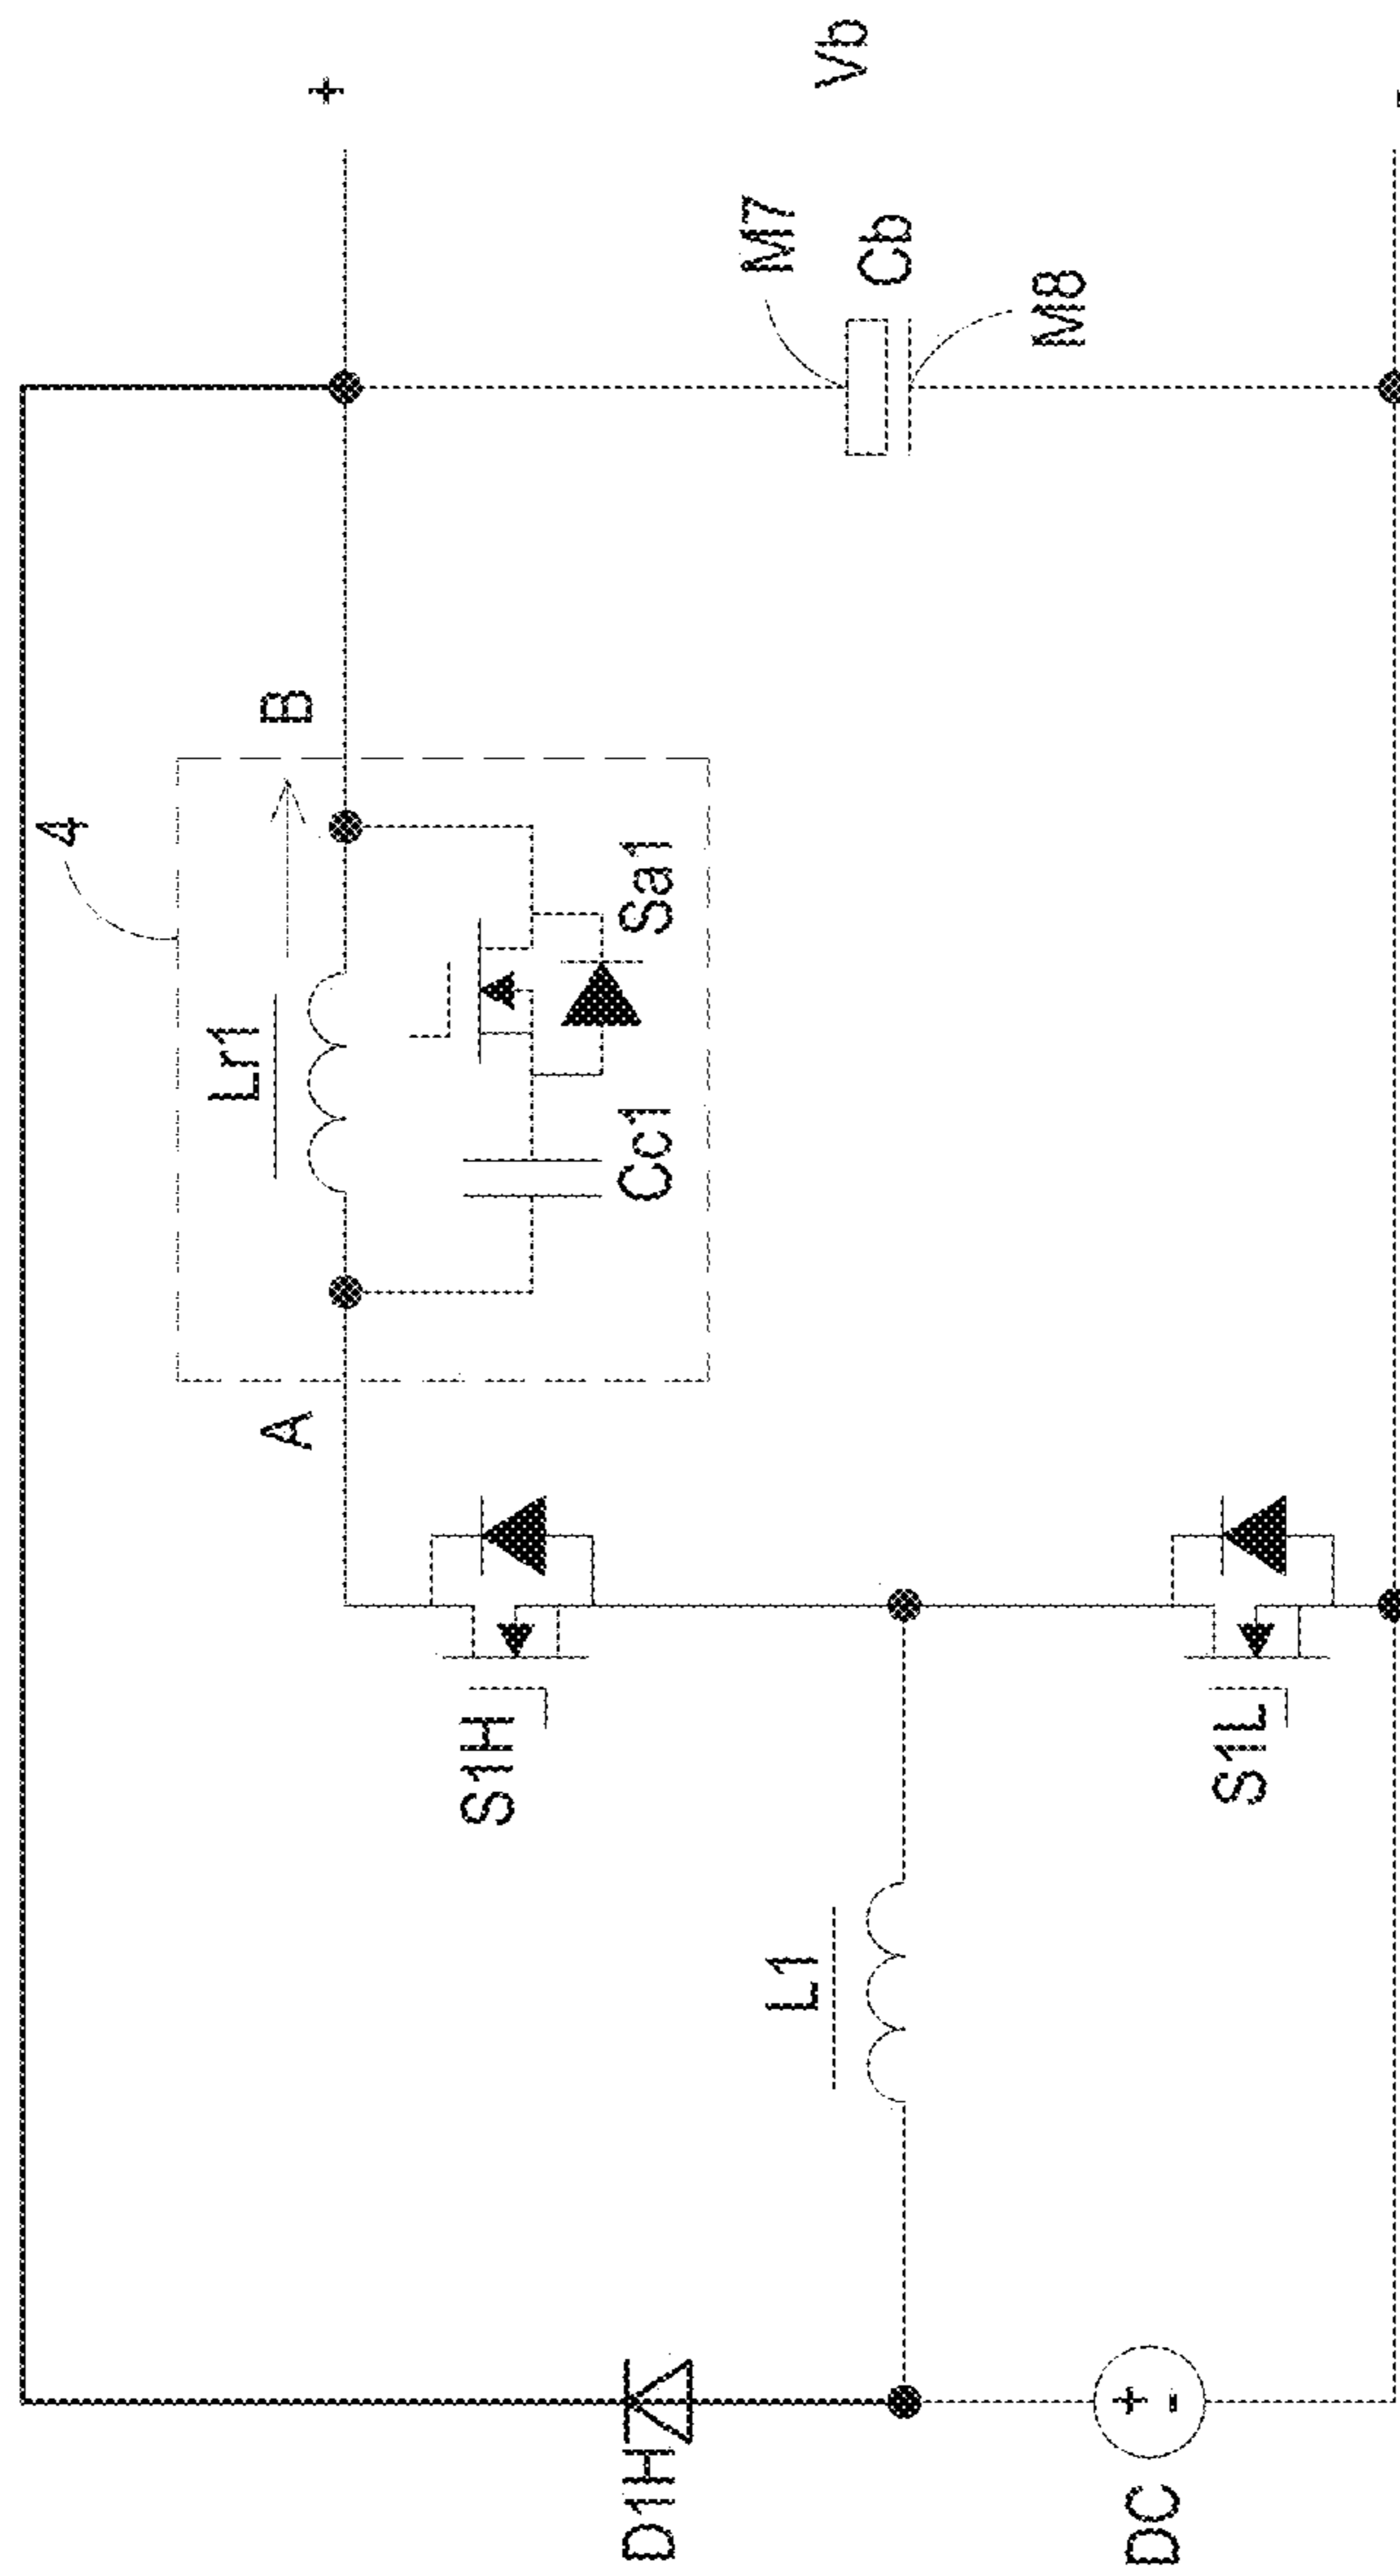 4
+
D1H
Lr1
A
B
Cc1
Sa1
S1H
M7
Vb
Cb
M8
L1
S1L
DC
+
-
-